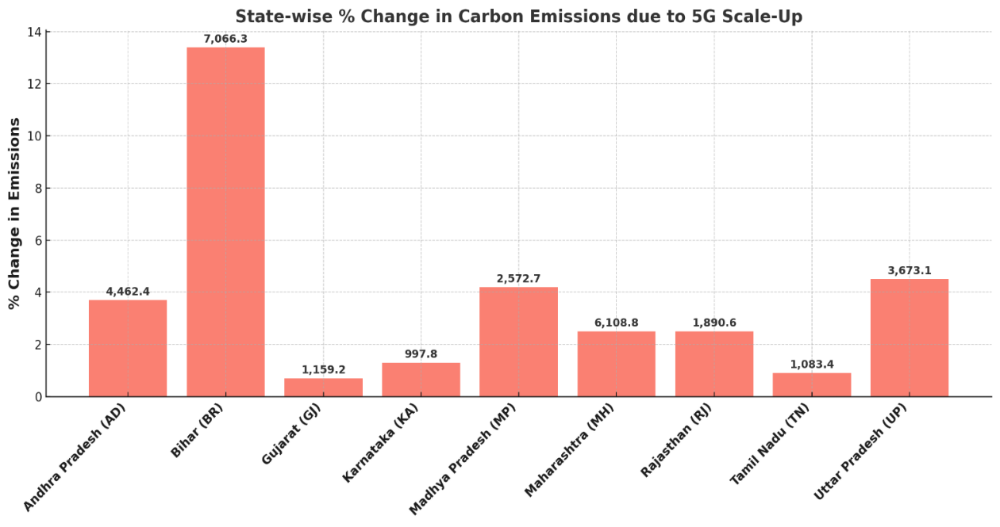 State-wise % Change in Carbon Emissions due to 5G Scale-Up
% Change in Emissions
14
12
10
8
6
4
2
0
4,462.4
7,066.3
1,159.2
997.8
2,572.7
6,108.8
1,890.6
1,083.4
3,673.1
Andhra Pradesh (AD)
Bihar (BR)
Gujarat (GJ)
Karnataka (KA)
Madhya Pradesh (MP)
Maharashtra (MH)
Rajasthan (RJ)
Tamil Nadu (TN)
Uttar Pradesh (UP)